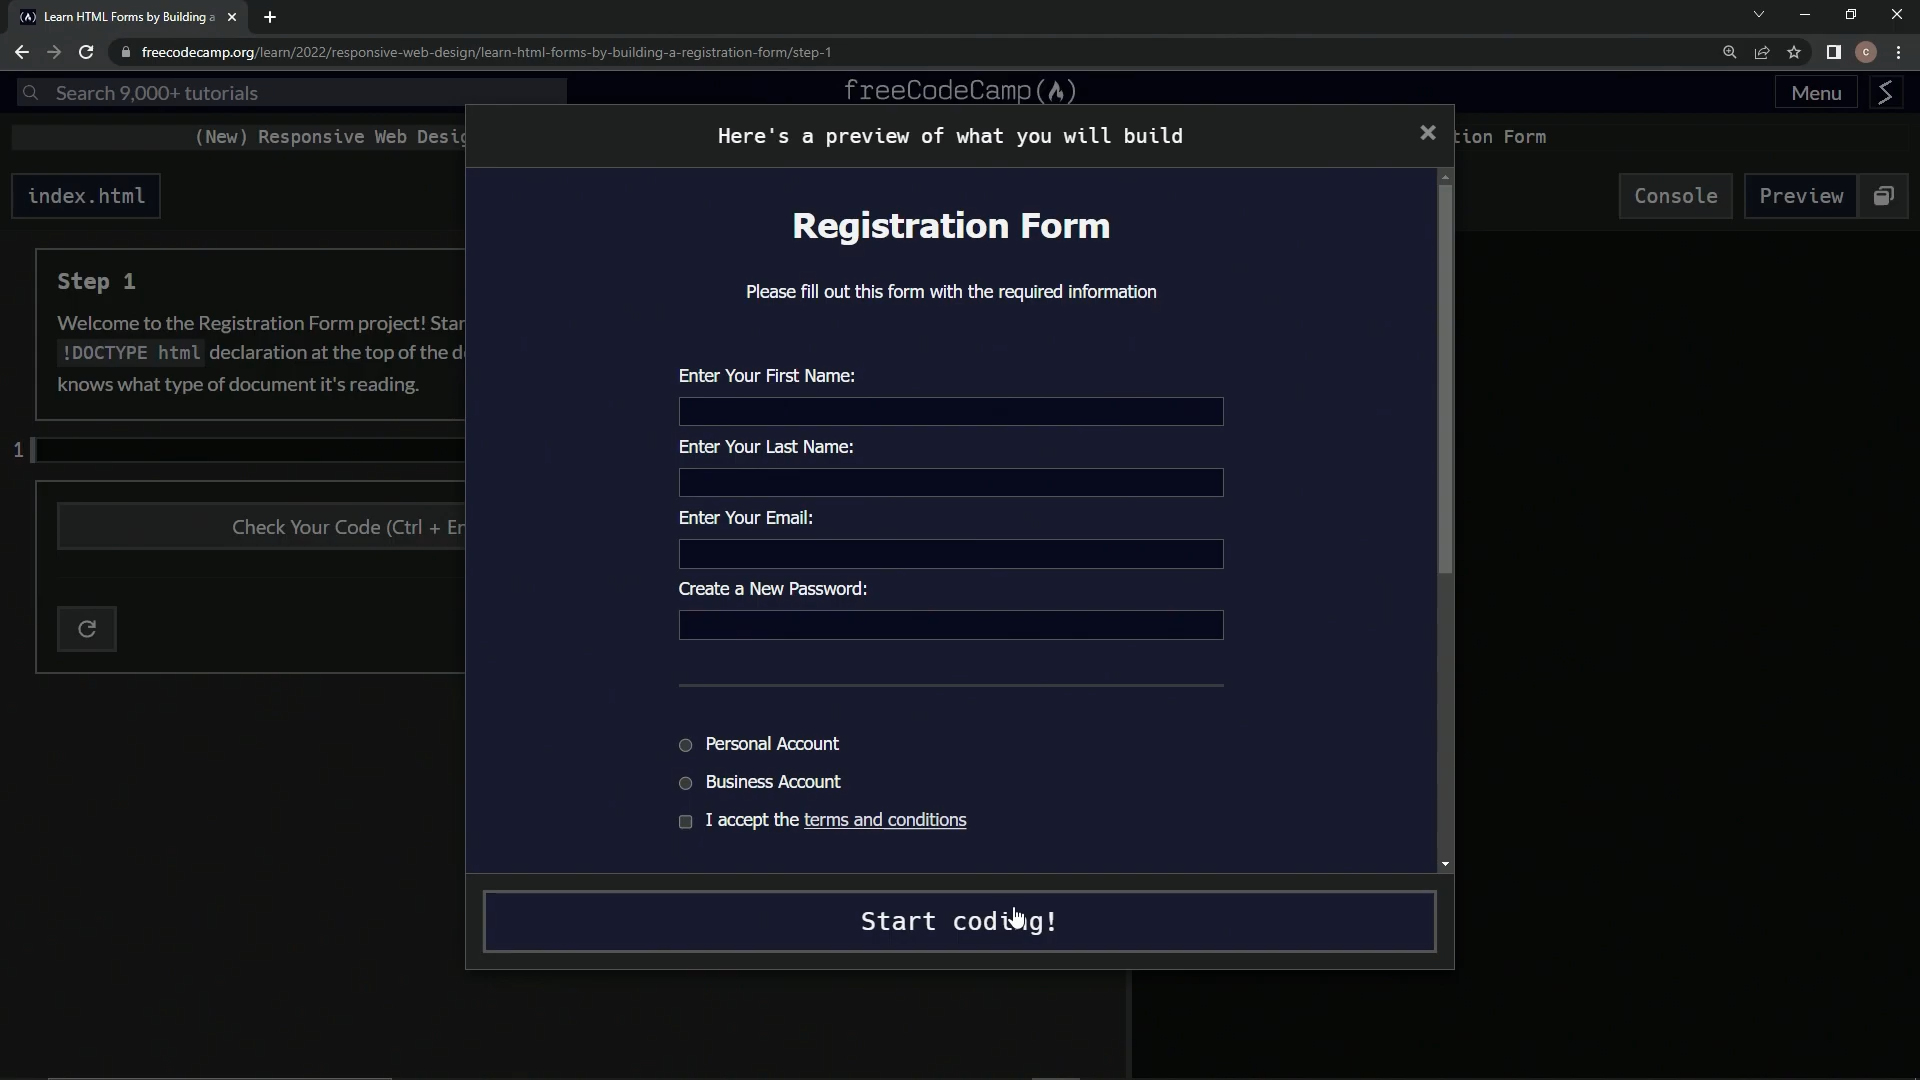 Learn HTML Forms by Building a
freecodecamp.org/learn/2022/responsive-web-design/learn-html-forms-by-building-a-registration-form/step-1
C
Search 9,000+ tutorials
freeCodeCamp
Menu
(New) Responsive Web Desig
tion Form
Here's a preview of what you will build
index.html
Console
Preview
Step 1
Welcome to the Registration Form project! Star
!DOCTYPE html declaration at the top of the d
knows what type of document it's reading.
1
Check Your Code (Ctrl + En
Registration Form
Please fill out this form with the required information
Enter Your First Name:
Enter Your Last Name:
Enter Your Email:
Create a New Password:
Personal Account
Business Account
I accept the terms and conditions
Start coding!